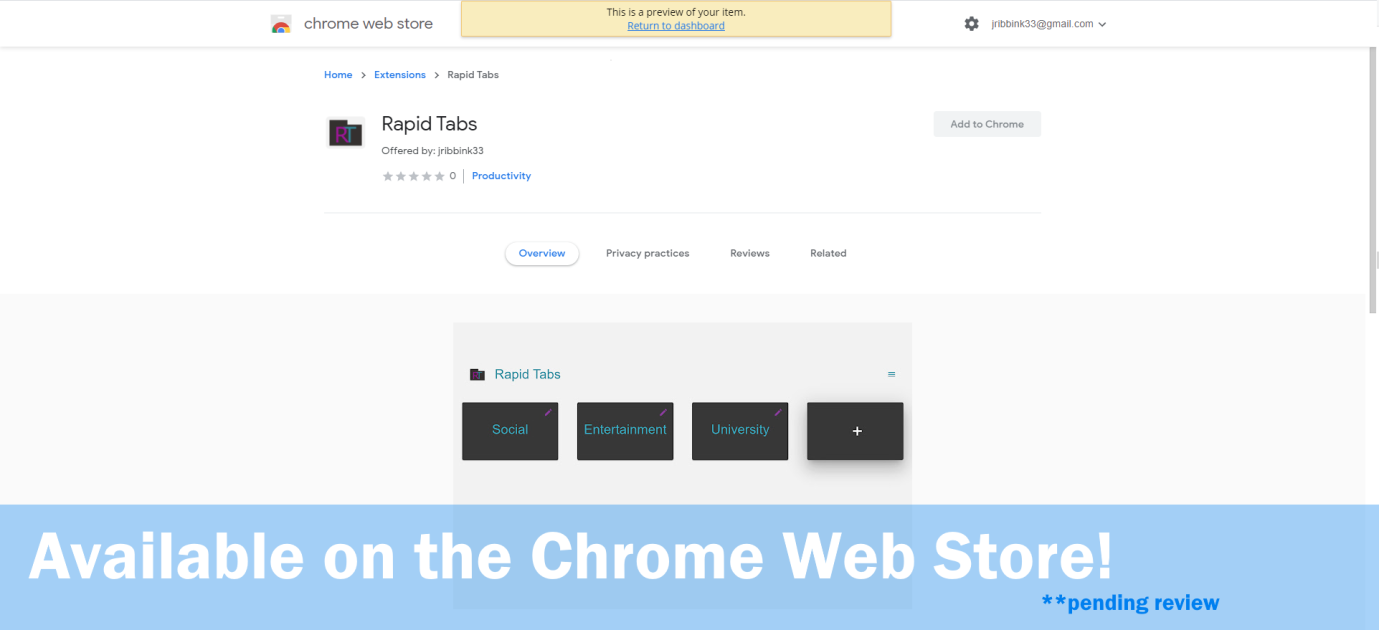 chrome web store
This is a preview of your item.
Return to dashboard
jribbink33@gmail.com
Home > Extensions > Rapid Tabs
RT
Rapid Tabs
Add to Chrome
Offered by: jribbink33
0 | Productivity
Overview
Privacy practices
Reviews
Related
RT
Rapid Tabs
Social
Entertainment
University
+
Available on the Chrome Web Store!
**pending review